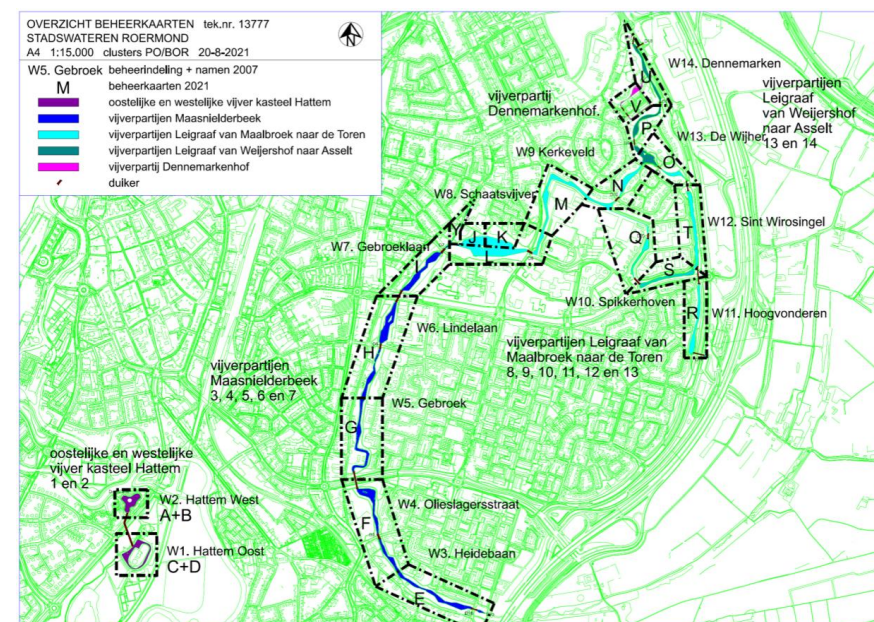 OVERZICHT BEHEERKAARTEN tek.nr. 13777
STADSWATEREN ROERMOND
A4 1:15.000 clusters PO/BOR 20-8-2021
N
W5. Gebroek beheerindeling + namen 2007
M beheerkaarten 2021
oostelijke en westelijke vijver kasteel Hattem
vijverpartijen Maasnielderbeek
vijverpartijen Leigraaf van Maalbroek naar de Toren
vijverpartijen Leigraaf van Weijershof naar Asselt
vijverpartij Dennemarkenhof
duiker
W14. Dennemarken
U
vijverpartijen
Leigraaf
van Weijershof
naar Asselt
13 en 14
vijverpartij
Dennemarkenhof.
V
P
W13. De Wijher
W9 Kerkeveld
O
N
W8. Schaatsvijver
M
W12. Sint Wirosingel
Y
J
K
Q
T
W7. Gebroeklaan
L
I
S
W10. Spikkerhoven
R
W11. Hoogvonderen
W6. Lindelaan
H
vijverpartijen Leigraaf van
Maalbroek naar de Toren
8, 9, 10, 11, 12 en 13
vijverpartijen
Maasnielderbeek
3, 4, 5, 6 en 7
W5. Gebroek
G
oostelijke en westelijke
vijver kasteel Hattem
1 en 2
W2. Hattem West
A+B
W4. Olieslagersstraat
F
W1. Hattem Oost
C+D
W3. Heidebaan
E